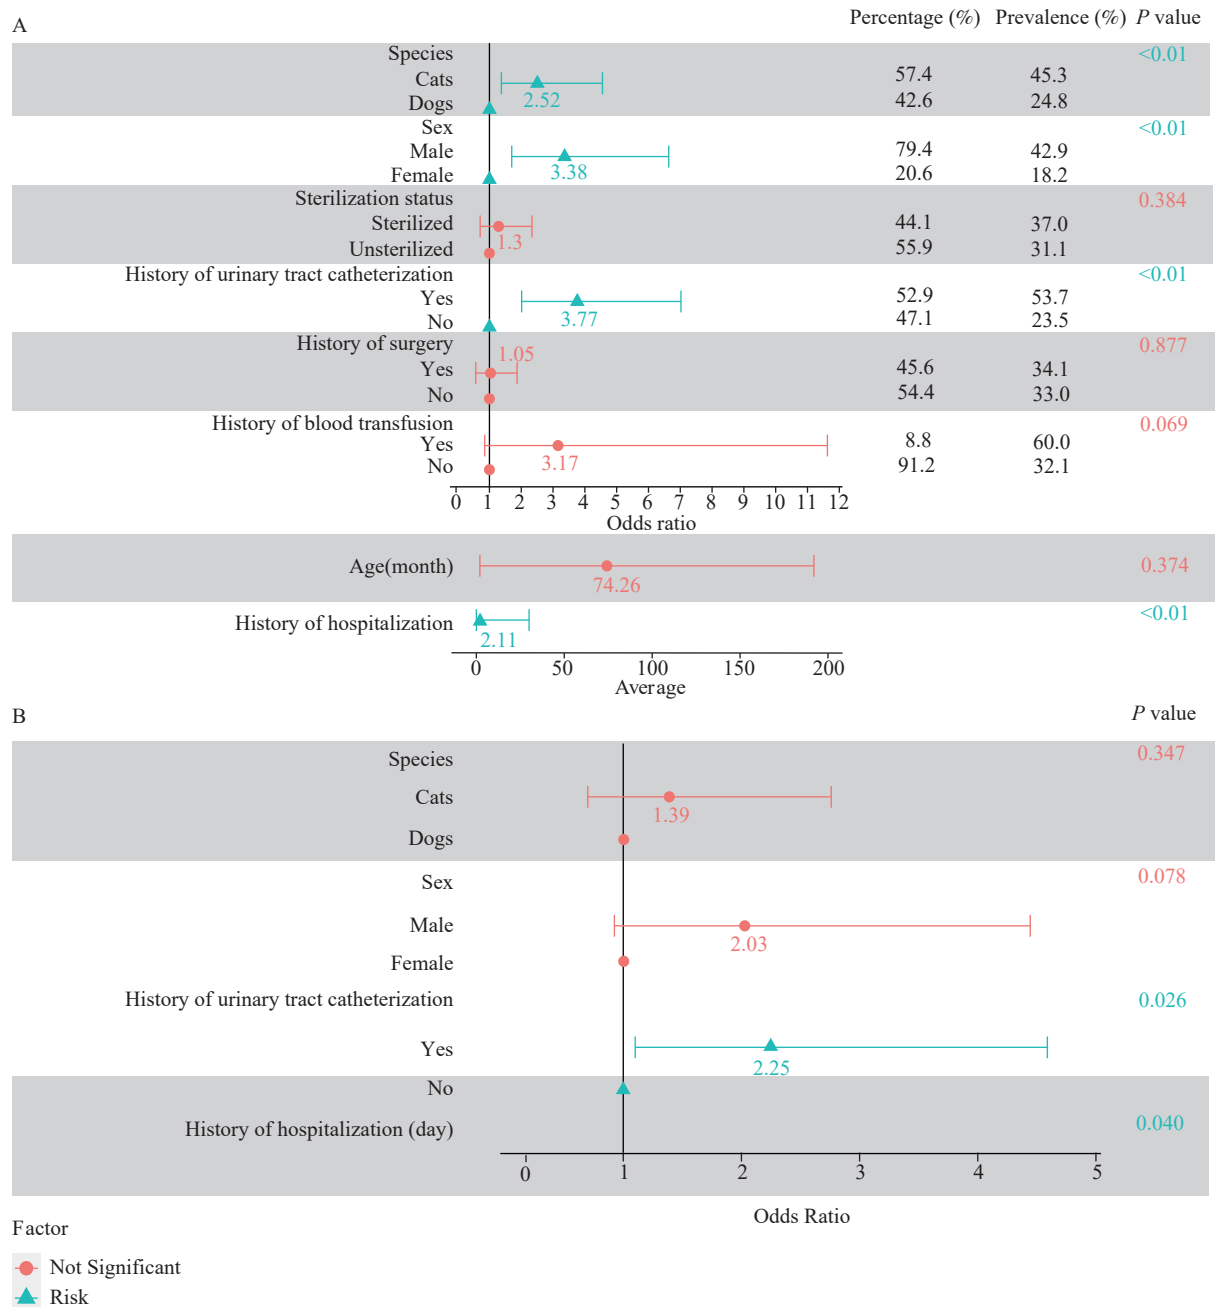 A
Percentage (%) Prevalence (%) P value
Species <0.01
Cats 57.4 45.3
2.52
Dogs 42.6 24.8
Sex <0.01
Male 79.4 42.9
3.38
Female 20.6 18.2
Sterilization status 0.384
Sterilized 44.1 37.0
1.3
Unsterilized 55.9 31.1
History of urinary tract catheterization <0.01
Yes 52.9 53.7
3.77
No 47.1 23.5
History of surgery 0.877
1.05
Yes 45.6 34.1
No 54.4 33.0
History of blood transfusion 0.069
Yes 8.8 60.0
3.17
No 91.2 32.1
0 1 2 3 4 5 6 7 8 9 10 11 12
Odds ratio
Age(month) 0.374
74.26
History of hospitalization <0.01
2.11
0 50 100 150 200
Average
B
P value
Species 0.347
Cats
1.39
Dogs
Sex 0.078
Male
2.03
Female
History of urinary tract catheterization 0.026
Yes
2.25
No
History of hospitalization (day) 0.040
0 1 2 3 4 5
Odds Ratio
Factor
Not Significant
Risk